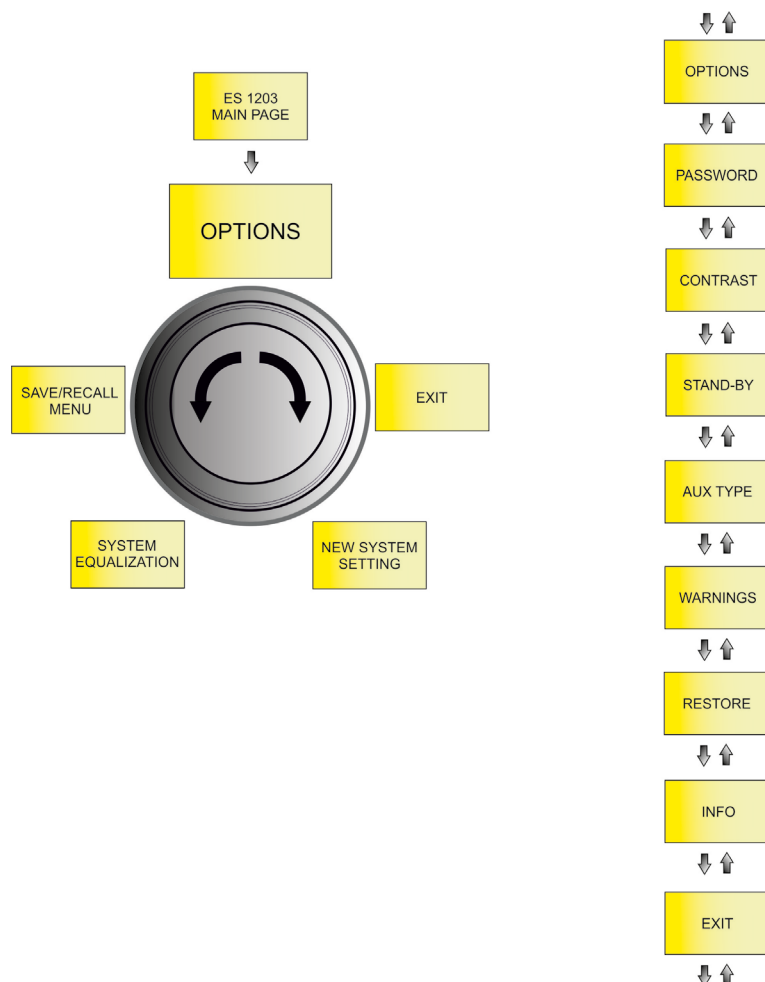 ES 1203
MAIN PAGE
OPTIONS
SAVE/RECALL
MENU
EXIT
SYSTEM
EQUALIZATION
NEW SYSTEM
SETTING
OPTIONS
PASSWORD
CONTRAST
STAND-BY
AUX TYPE
WARNINGS
RESTORE
INFO
EXIT